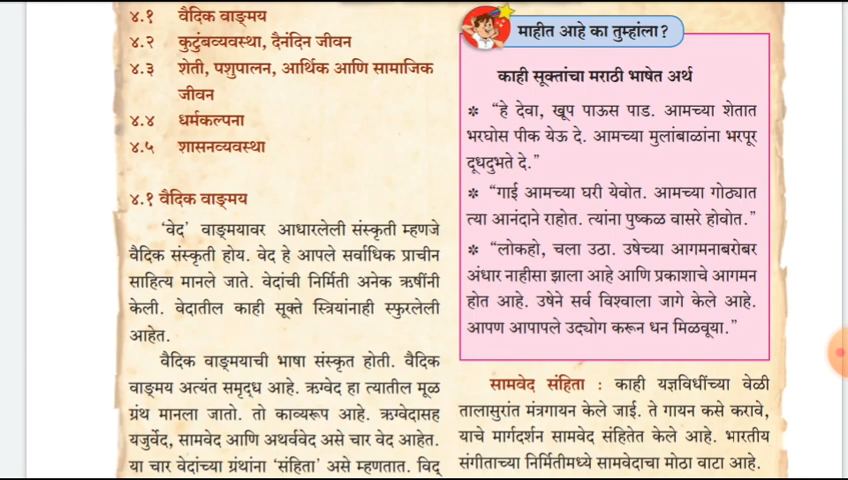 ४.१ वैदिक वाङ्मय
४.२ कुटुंबव्यवस्था, दैनंदिन जीवन
४.३ शेती, पशुपालन, आर्थिक आणि सामाजिक
जीवन
४.४ धर्मकल्पना
४.५ शासनव्यवस्था
४.१ वैदिक वाङ्मय
‘वेद’ वाङ्मयावर आधारलेली संस्कृती म्हणजे
वैदिक संस्कृती होय. वेद हे आपले सर्वाधिक प्राचीन
साहित्य मानले जाते. वेदांची निर्मिती अनेक ऋषींनी
केली. वेदातील काही सूक्ते स्त्रियांनाही स्फुरलेली
आहेत.
वैदिक वाङ्मयाची भाषा संस्कृत होती. वैदिक
वाङ्मय अत्यंत समृद्ध आहे. ऋग्वेद हा त्यातील मूळ
ग्रंथ मानला जातो. तो काव्यरूप आहे. ऋग्वेदासह
यजुर्वेद, सामवेद आणि अथर्ववेद असे चार वेद आहेत.
या चार वेदांच्या ग्रंथांना ‘संहिता’ असे म्हणतात. विद्
माहीत आहे का तुम्हांला?
काही सूक्तांचा मराठी भाषेत अर्थ
* “हे देवा, खूप पाऊस पाड. आमच्या शेतात
भरघोस पीक येऊ दे. आमच्या मुलांबाळांना भरपूर
दूधदुभते दे.”
* “गाई आमच्या घरी येवोत. आमच्या गोठ्यात
त्या आनंदाने राहोत. त्यांना पुष्कळ वासरे होवोत.”
* “लोकहो, चला उठा. उषेच्या आगमनाबरोबर
अंधार नाहीसा झाला आहे आणि प्रकाशाचे आगमन
होत आहे. उषेने सर्व विश्वाला जागे केले आहे.
आपण आपापले उद्योग करून धन मिळवूया.”
सामवेद संहिता : काही यज्ञविधींच्या वेळी
तालासुरांत मंत्रगायन केले जाई. ते गायन कसे करावे,
याचे मार्गदर्शन सामवेद संहितेत केले आहे. भारतीय
संगीताच्या निर्मितीमध्ये सामवेदाचा मोठा वाटा आहे.